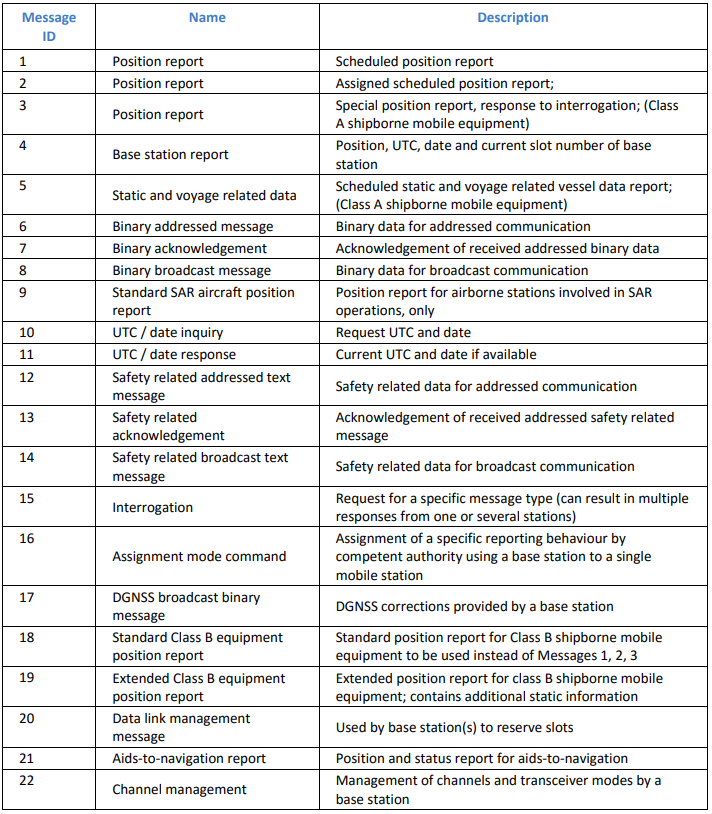 Message ID Name Description
1 Position report Scheduled position report
2 Position report Assigned scheduled position report;
3 Position report Special position report, response to interrogation; (Class
A shipborne mobile equipment)
4 Base station report Position, UTC, date and current slot number of base
station
5 Static and voyage related data Scheduled static and voyage related vessel data report;
(Class A shipborne mobile equipment)
6 Binary addressed message Binary data for addressed communication
7 Binary acknowledgement Acknowledgement of received addressed binary data
8 Binary broadcast message Binary data for broadcast communication
9 Standard SAR aircraft position
report
Position report for airborne stations involved in SAR
operations, only
10 UTC / date inquiry Request UTC and date
11 UTC / date response Current UTC and date if available
12 Safety related addressed text
message
Safety related data for addressed communication
13 Safety related
acknowledgement
Acknowledgement of received addressed safety related
message
14 Safety related broadcast text
message
Safety related data for broadcast communication
15 Interrogation Request for a specific message type (can result in multiple
responses from one or several stations)
16 Assignment mode command Assignment of a specific reporting behaviour by
competent authority using a base station to a single
mobile station
17 DGNSS broadcast binary
message
DGNSS corrections provided by a base station
18 Standard Class B equipment
position report
Standard position report for Class B shipborne mobile
equipment to be used instead of Messages 1, 2, 3
19 Extended Class B equipment
position report
Extended position report for class B shipborne mobile
equipment; contains additional static information
20 Data link management
message
Used by base station(s) to reserve slots
21 Aids-to-navigation report Position and status report for aids-to-navigation
22 Channel management Management of channels and transceiver modes by a
base station